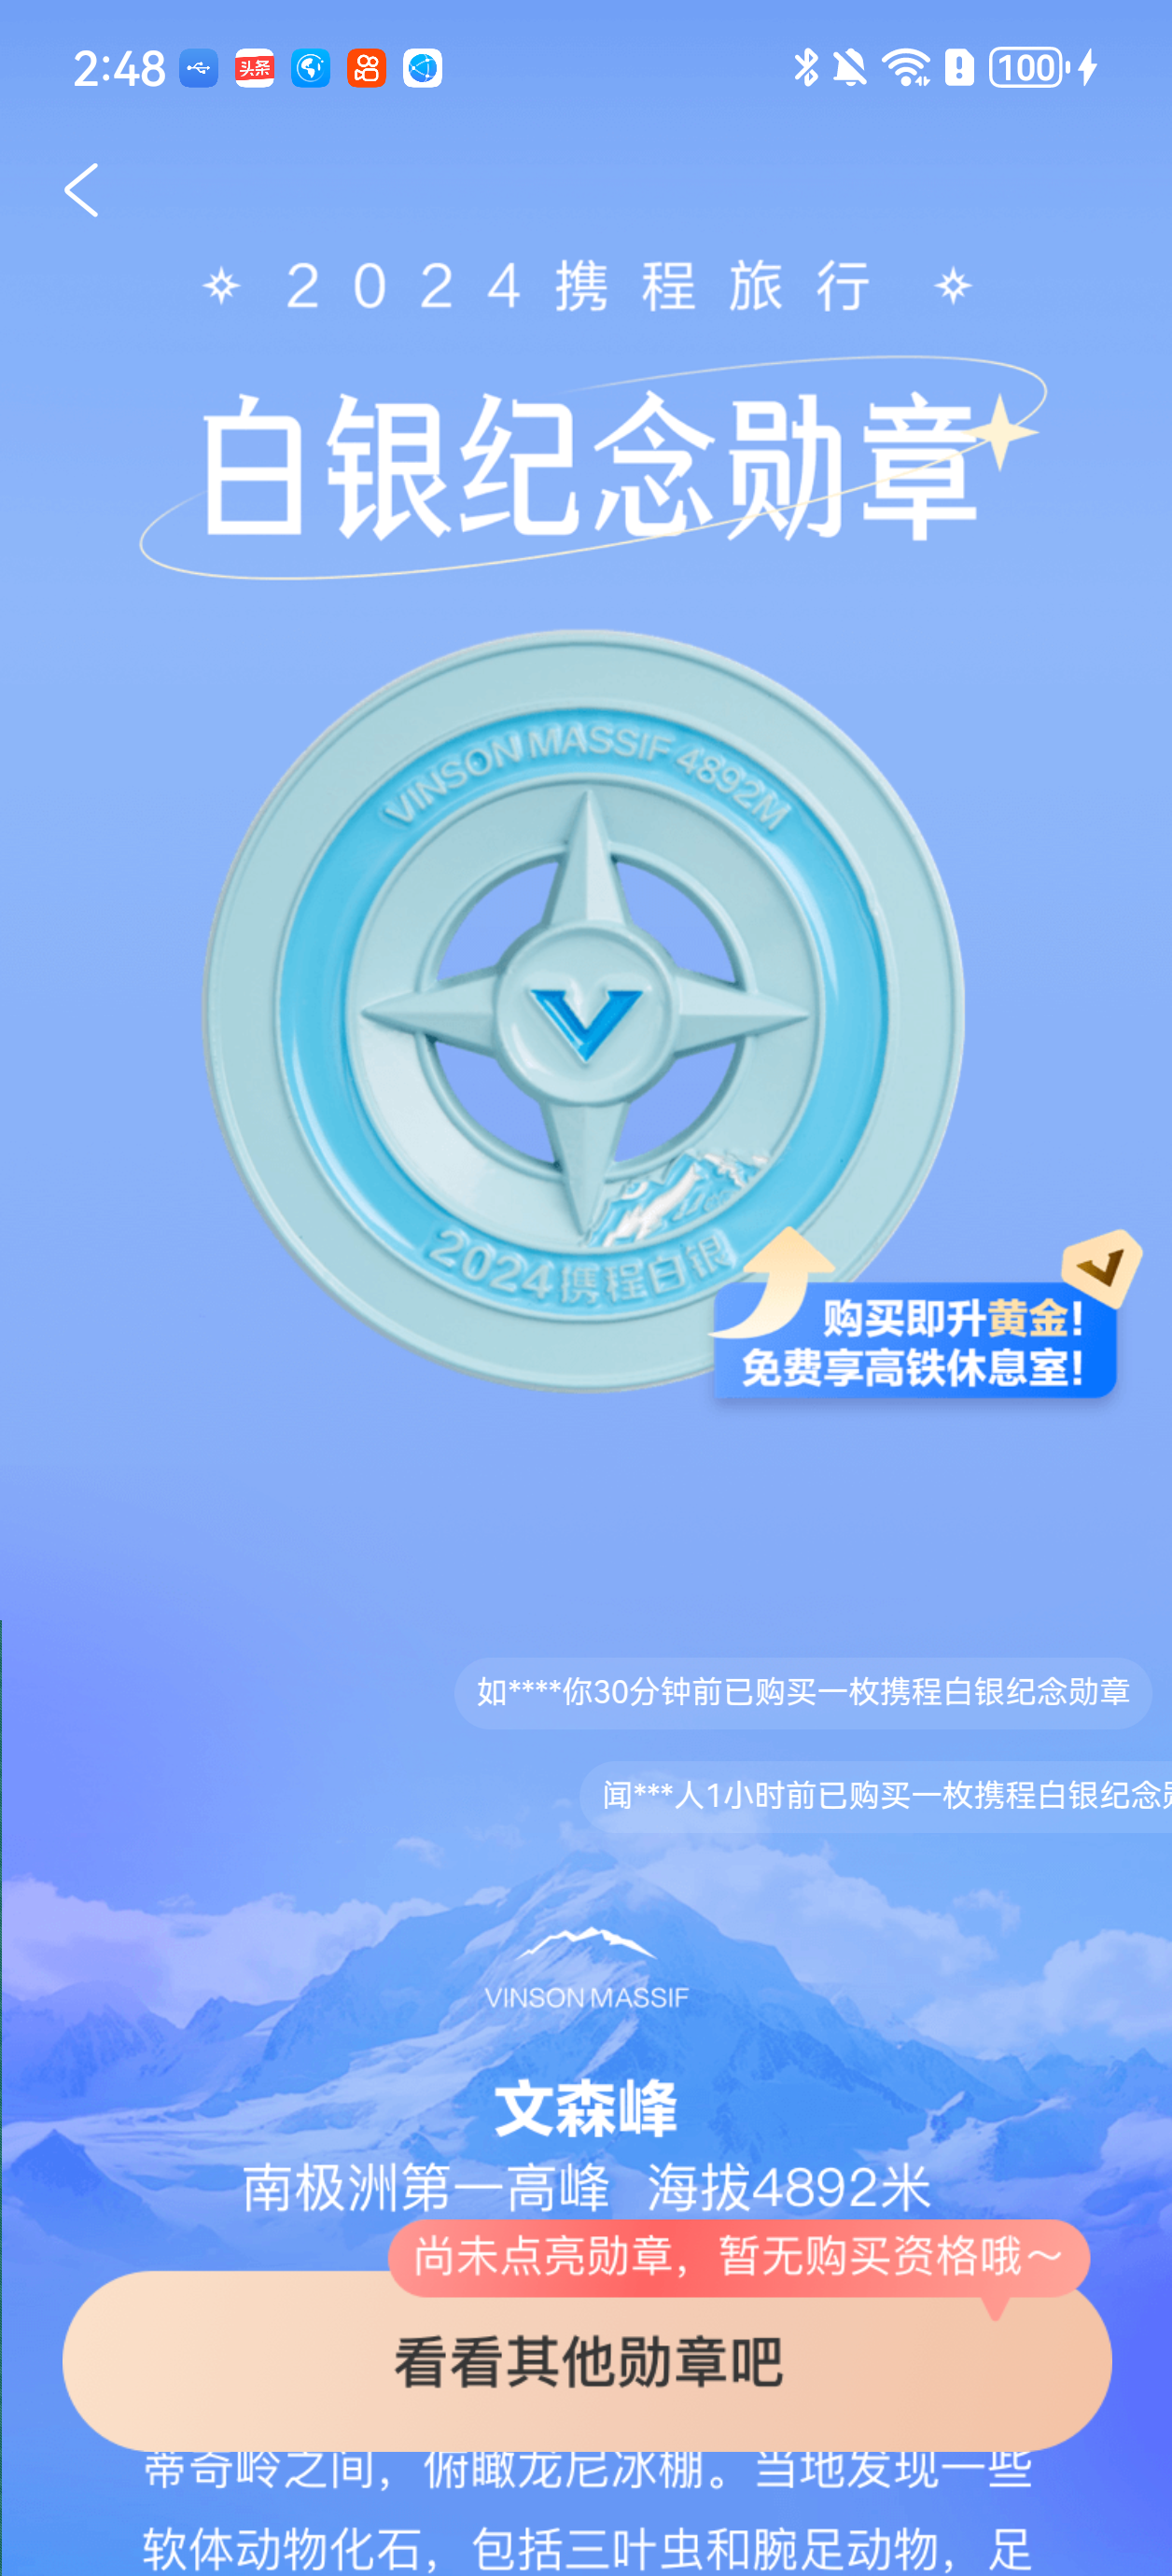 2:48
头条
100
2024携程旅行
白银纪念勋章
VINSON MASSIF 4892M
V
2024携程白银
购买即升黄金!
免费享高铁休息室!
如****你30分钟前已购买一枚携程白银纪念勋章
闻***人1小时前已购买一枚携程白银纪念勋
VINSON MASSIF
文森峰
南极洲第一高峰 海拔4892米
尚未点亮勋章，暂无购买资格哦～
看看其他勋章吧
蒂奇岭之间，俯瞰龙尼冰棚。当地发现一些
软体动物化石，包括三叶虫和腕足动物，足